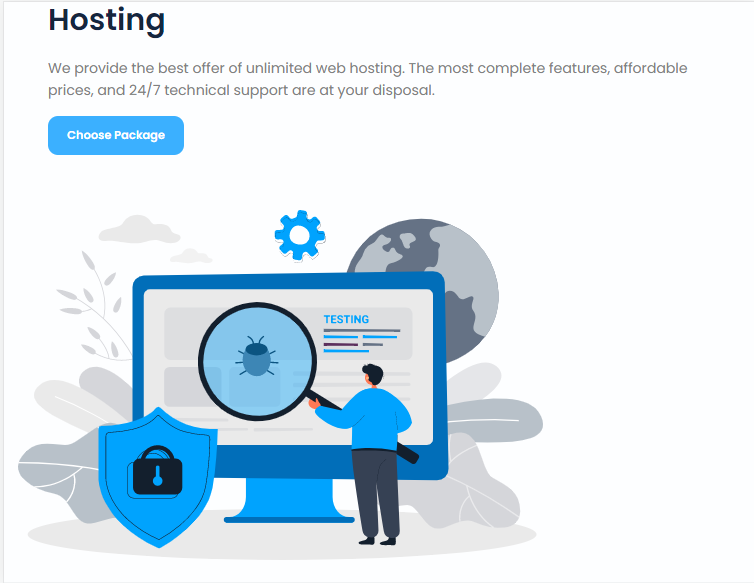 Hosting
We provide the best offer of unlimited web hosting. The most complete features, affordable
prices, and 24/7 technical support are at your disposal.
Choose Package
TESTING